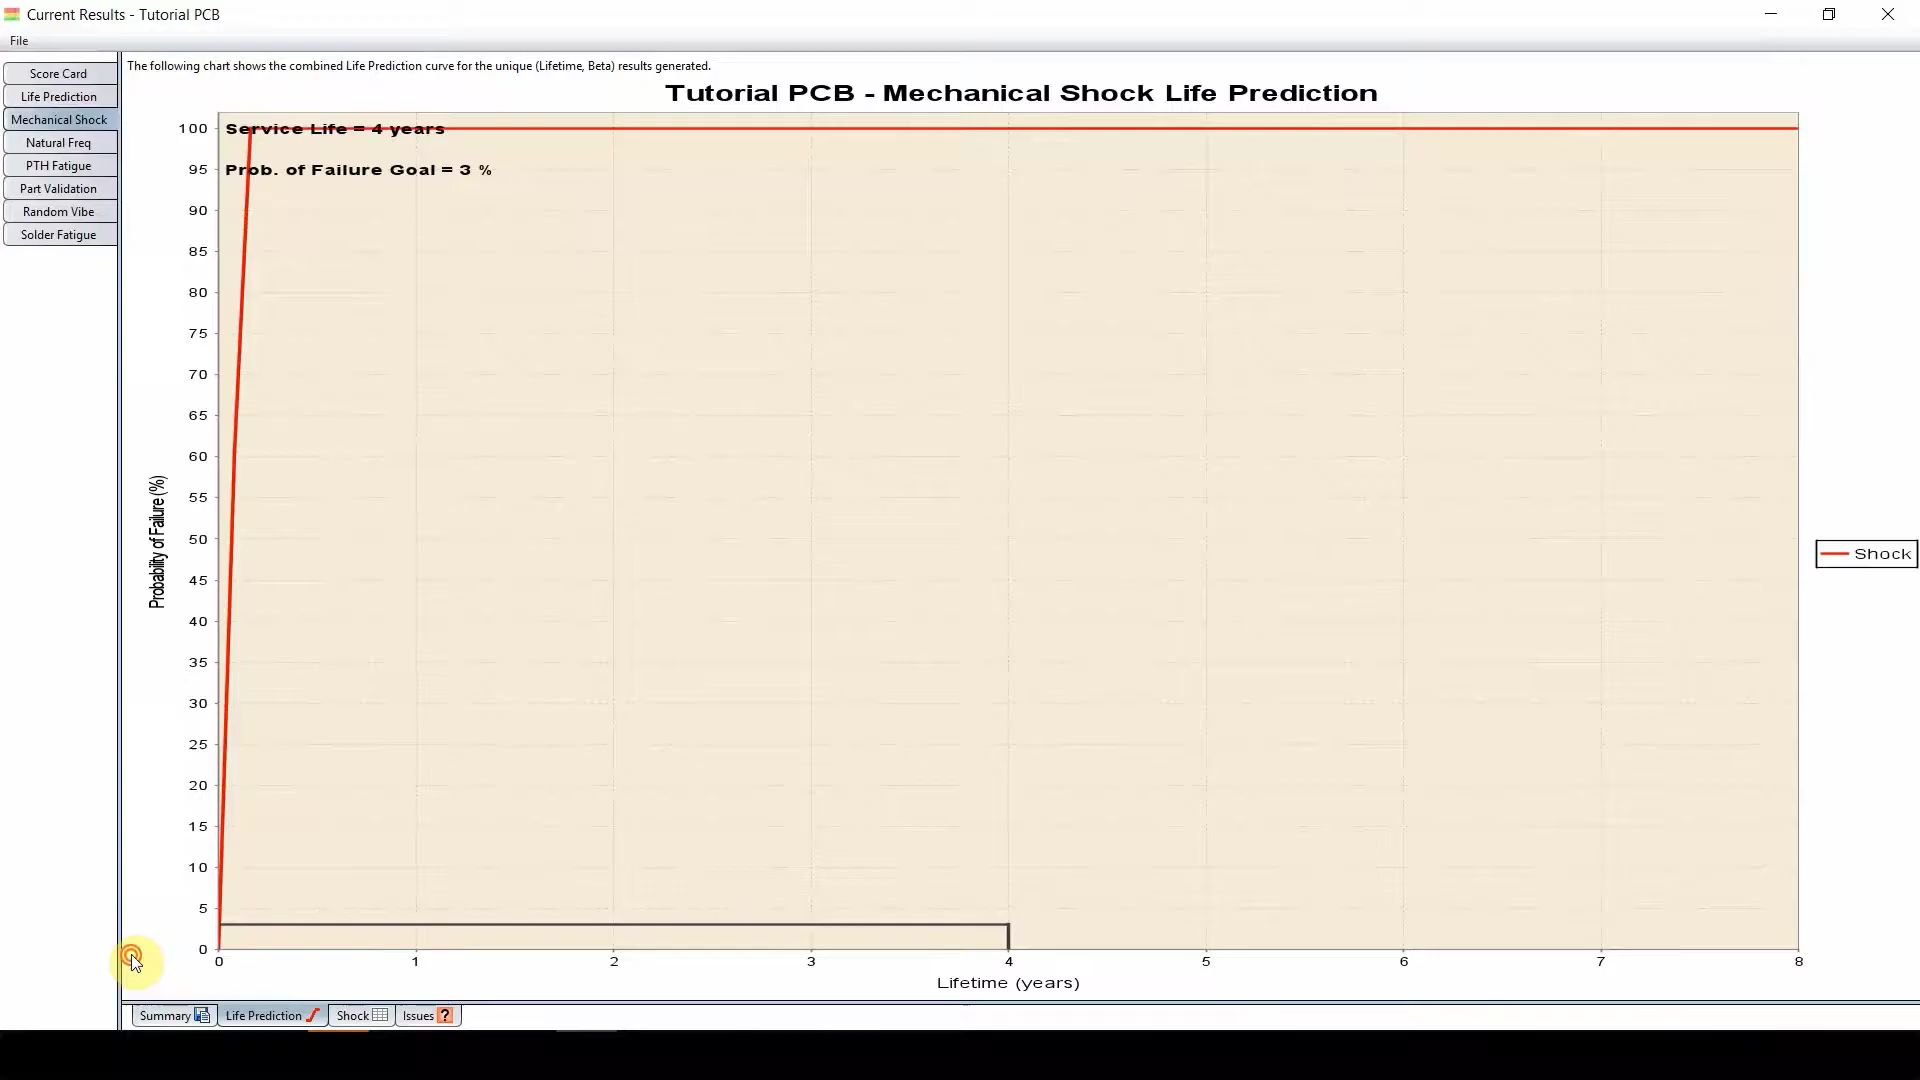 Current Results - Tutorial PCB
File
Score Card
Life Prediction
Mechanical Shock
Natural Freq
PTH Fatigue
Part Validation
Random Vibe
Solder Fatigue
The following chart shows the combined Life Prediction curve for the unique (Lifetime, Beta) results generated.
Tutorial PCB - Mechanical Shock Life Prediction
Service Life = 4 years
Prob. of Failure Goal = 3 %
Probability of Failure (%)
100
95
90
85
80
75
70
65
60
55
50
45
40
35
30
25
20
15
10
5
0
0 1 2 3 4 5 6 7 8
Lifetime (years)
Shock
Summary Life Prediction Shock Issues ?